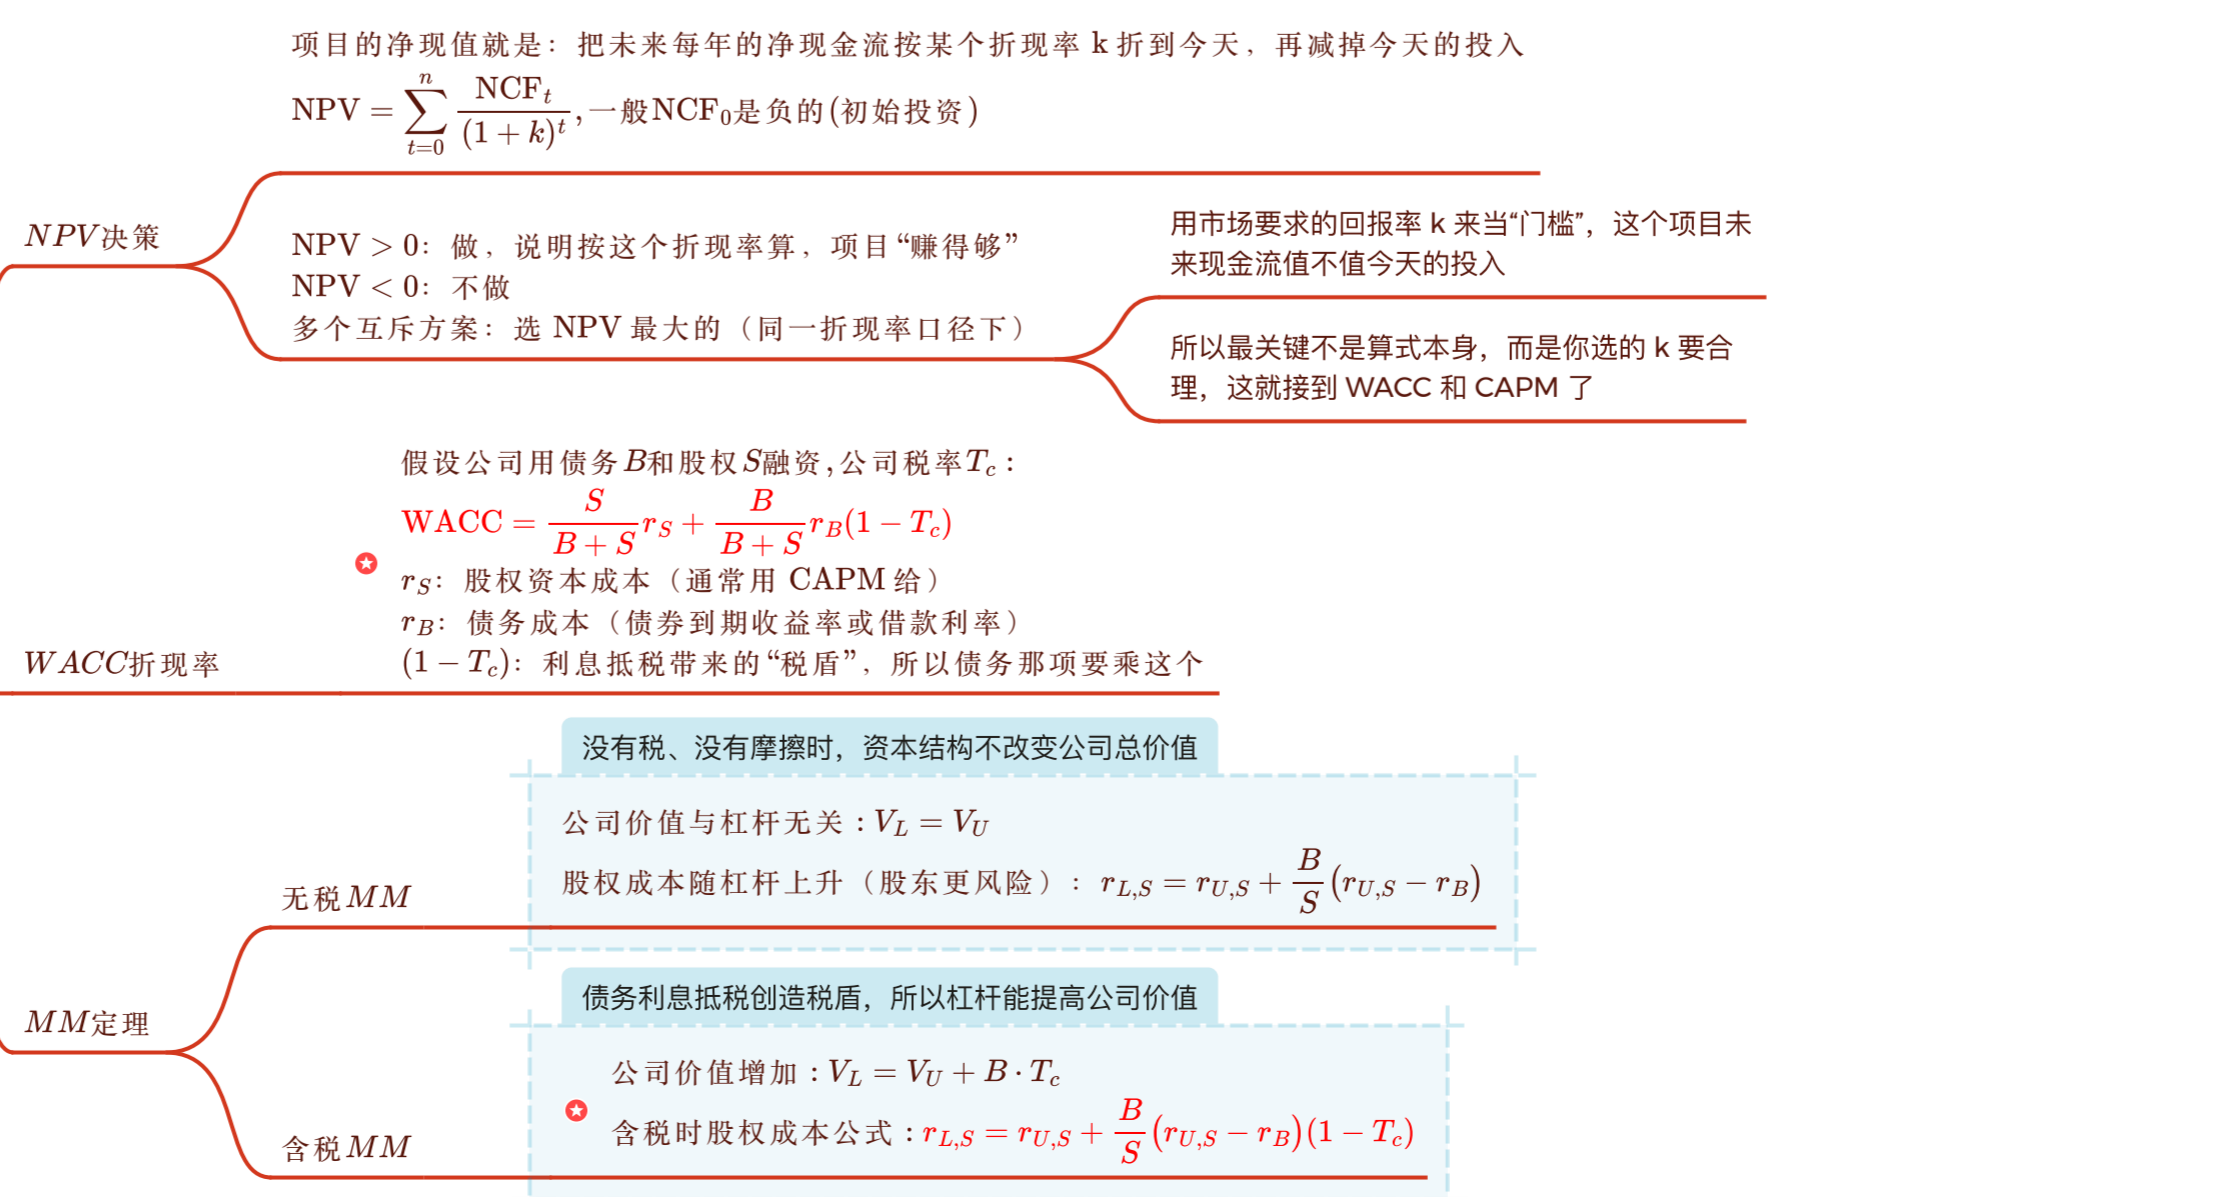 项目的净现值就是：把未来每年的净现金流按某个折现率 k 折到今天，再减掉今天的投入
$\mathrm{NPV} = \sum_{t=0}^{n} \frac{\mathrm{NCF}_t}{(1+k)^t}$, 一般$\mathrm{NCF}_0$是负的(初始投资)
NPV决策
NPV > 0：做，说明按这个折现率算，项目“赚得够”
NPV < 0：不做
多个互斥方案：选 NPV 最大的（同一折现率口径下）
用市场要求的回报率 k 来当“门槛”，这个项目未
来现金流值不值今天的投入
所以最关键不是算式本身，而是你选的 k 要合
理，这就接到 WACC 和 CAPM 了
WACC折现率
假设公司用债务$B$和股权$S$融资,公司税率$T_c$：
$\mathrm{WACC} = \frac{S}{B+S} r_S + \frac{B}{B+S} r_B (1 - T_c)$
$r_S$：股权资本成本（通常用 CAPM 给）
$r_B$：债务成本（债券到期收益率或借款利率）
$(1 - T_c)$：利息抵税带来的“税盾”，所以债务那项要乘这个
MM定理
无税MM
没有税、没有摩擦时，资本结构不改变公司总价值
公司价值与杠杆无关：$V_L = V_U$
股权成本随杠杆上升（股东更风险）：$r_{L,S} = r_{U,S} + \frac{B}{S}(r_{U,S} - r_B)$
含税MM
债务利息抵税创造税盾，所以杠杆能提高公司价值
公司价值增加：$V_L = V_U + B \cdot T_c$
含税时股权成本公式：$r_{L,S} = r_{U,S} + \frac{B}{S}(r_{U,S} - r_B)(1 - T_c)$